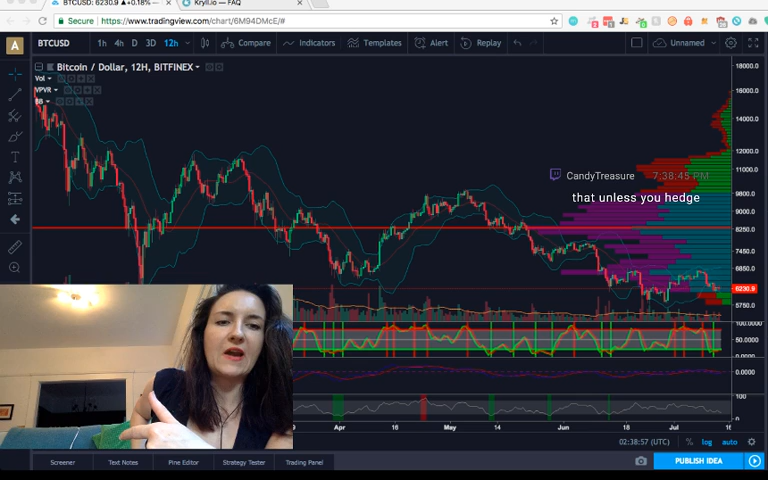 BTCUSD: 6230.9 ▲+0.18%
Kryll.io — FAQ
Secure
https://www.tradingview.com/chart/6M94DMcE/#
A
BTCUSD
1h 4h D 3D 12h
Compare
Indicators
Templates
Alert
Replay
Unnamed
Bitcoin / Dollar, 12H, BITFINEX
Vol
VPVR
BB
18000.0
16000.0
12000.0
CandyTreasure 7:38:45 PM
that unless you hedge
9800.0
9000.0
8250.0
7450.0
6850.0
6230.9
5750.0
100.0000
50.0000
0.0000
0.0000
100
0
Apr 16 May 14 Jun 18 Jul
02:38:57 (UTC) % log auto
Screener Text Notes Pine Editor Strategy Tester Trading Panel
PUBLISH IDEA